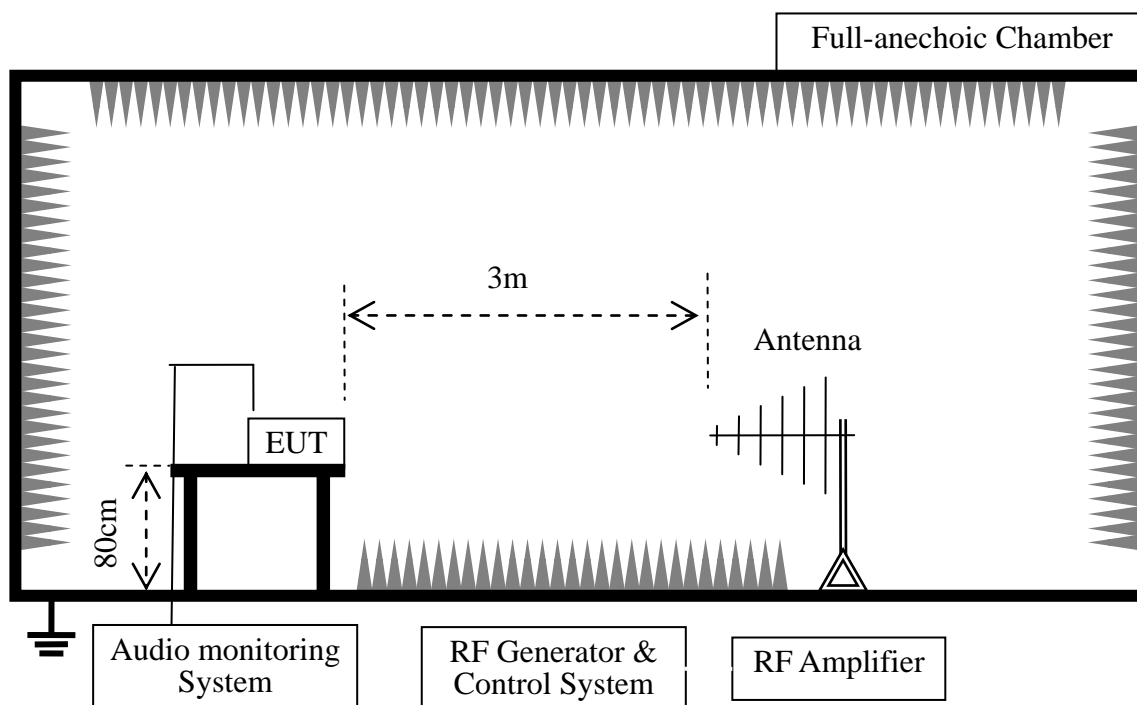 Full-anechoic Chamber
3m
Antenna
EUT
80cm
Audio monitoring
System
RF Generator &
Control System
RF Amplifier